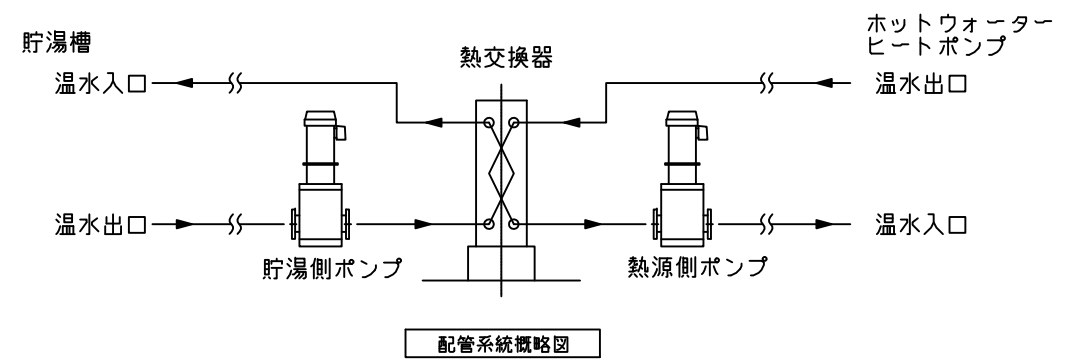 ホットウォーター
ヒートポンプ
貯湯槽
熱交換器
温水入口
温水出口
温水出口
温水入口
貯湯側ポンプ
熱源側ポンプ
配管系統概略図